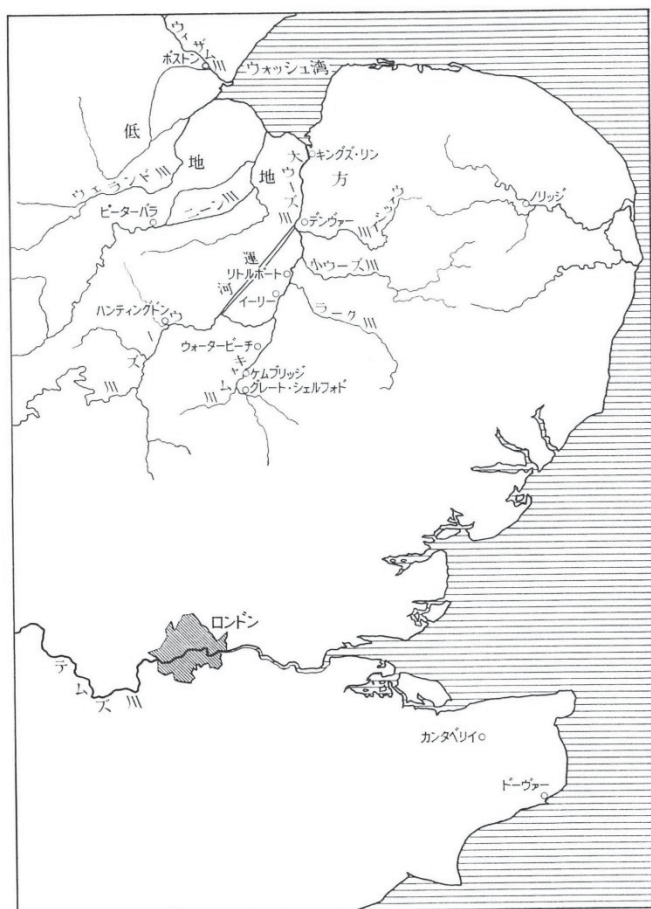 ウィザム川
ボストン
ウォッシュ湾
低地地方
キングズ・リン
大ウーズ川
ウェランド川
ニーン川
ピーターバラ
ノリッジ
デンヴァー
運河
小ウーズ川
リトルポート
イーリー
ラーク川
ハンティングドン
ウーズ川
ウォータービーチ
キャム川
ケムブリッジ
グレート・シェルフォド
ロンドン
テムズ川
カンタベリイ
ドーヴァー